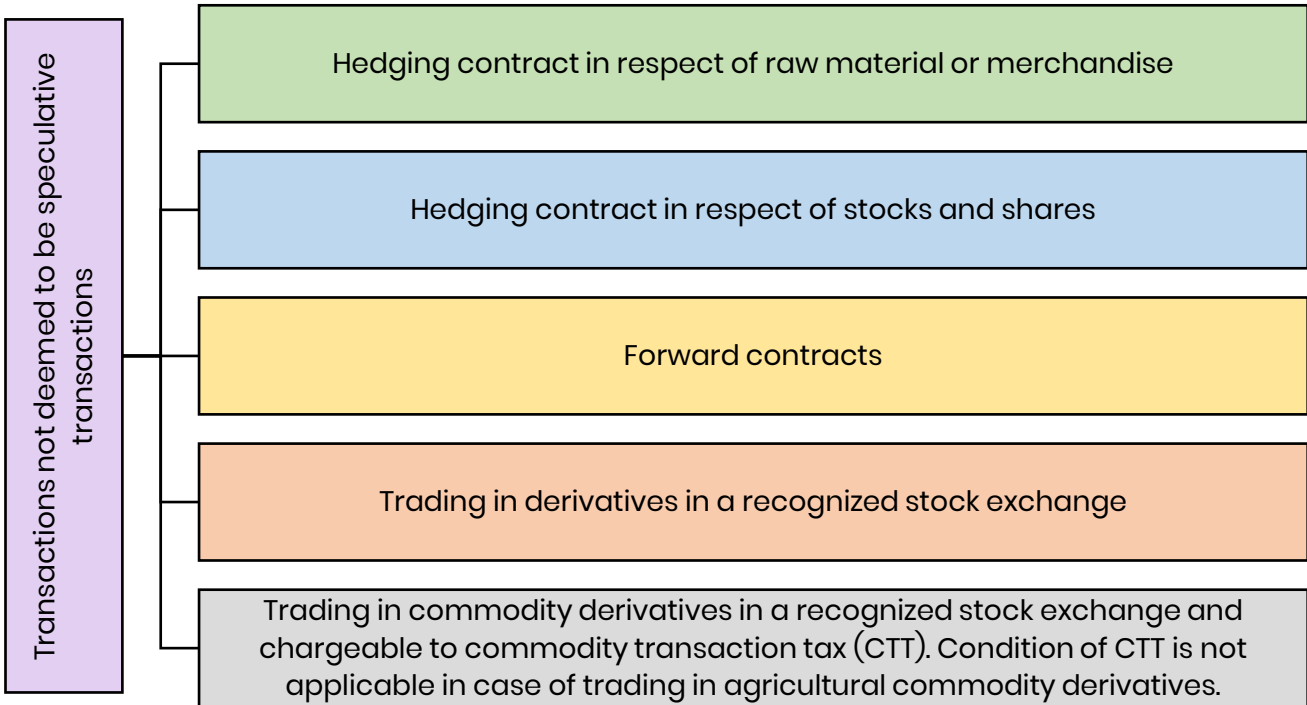 Transactions not deemed to be speculative
transactions
Hedging contract in respect of raw material or merchandise
Hedging contract in respect of stocks and shares
Forward contracts
Trading in derivatives in a recognized stock exchange
Trading in commodity derivatives in a recognized stock exchange and
chargeable to commodity transaction tax (CTT). Condition of CTT is not
applicable in case of trading in agricultural commodity derivatives.